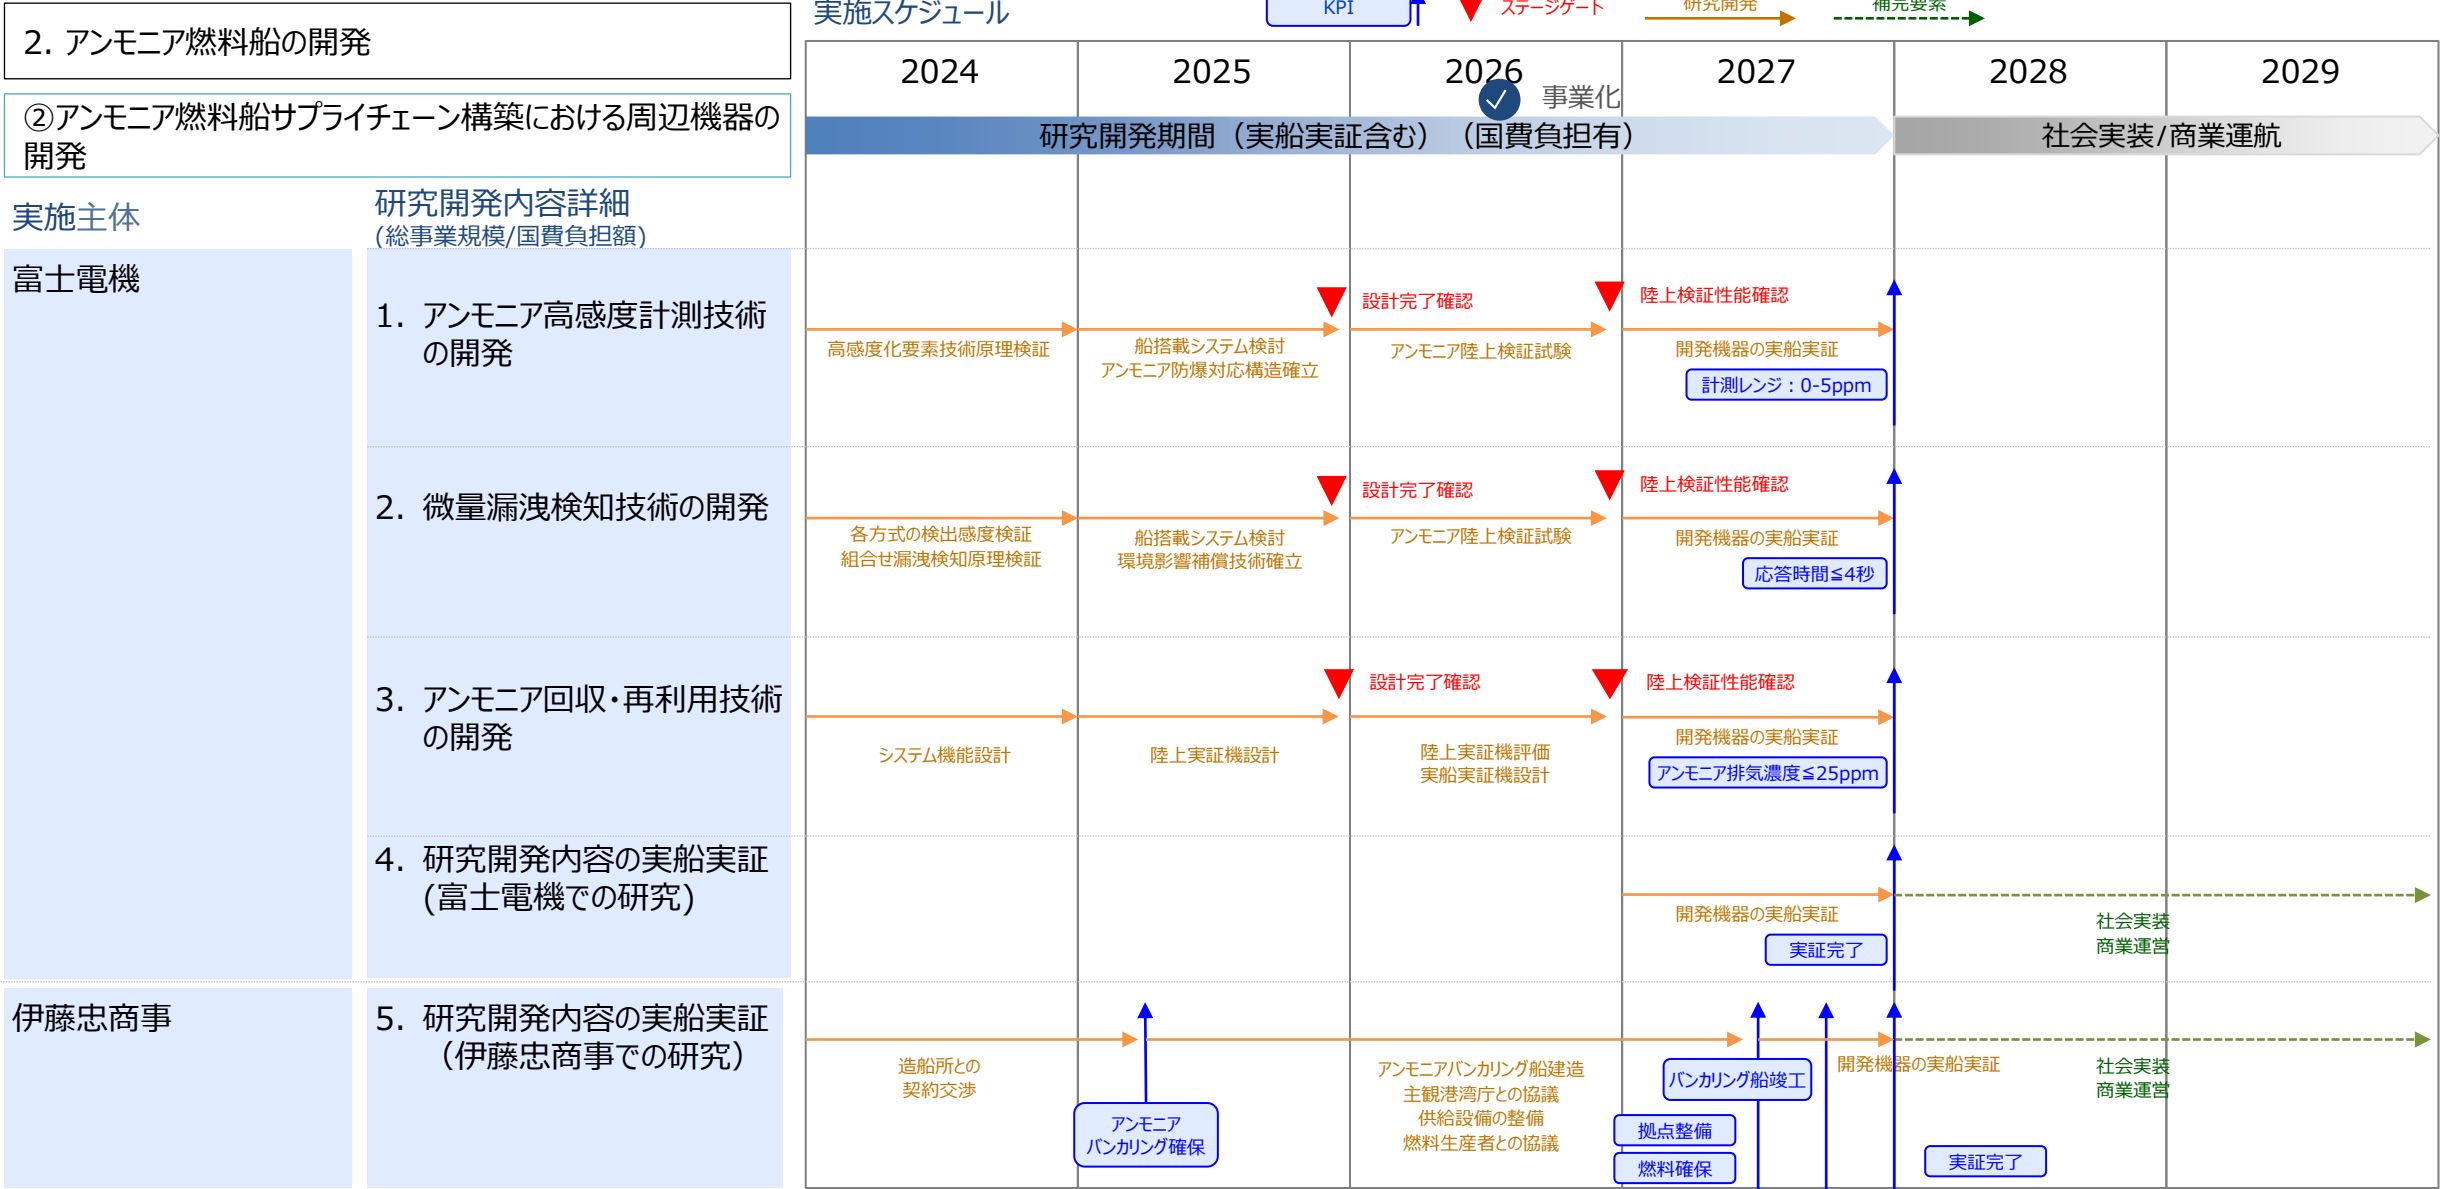 実施スケジュール
KPI
ステージゲート
研究開発
補完要素
2. アンモニア燃料船の開発
②アンモニア燃料船サプライチェーン構築における周辺機器の
開発
2024
2025
2026
2027
2028
2029
事業化
研究開発期間（実船実証含む）（国費負担有）
社会実装/商業運航
実施主体
研究開発内容詳細
(総事業規模/国費負担額)
富士電機
1. アンモニア高感度計測技術
の開発
設計完了確認
陸上検証性能確認
高感度化要素技術原理検証
船搭載システム検討
アンモニア防爆対応構造確立
アンモニア陸上検証試験
開発機器の実船実証
計測レンジ：0-5ppm
2. 微量漏洩検知技術の開発
設計完了確認
陸上検証性能確認
各方式の検出感度検証
組合せ漏洩検知原理検証
船搭載システム検討
環境影響補償技術確立
アンモニア陸上検証試験
開発機器の実船実証
応答時間≦4秒
3. アンモニア回収・再利用技術
の開発
設計完了確認
陸上検証性能確認
システム機能設計
陸上実証機設計
陸上実証機評価
実船実証機設計
開発機器の実船実証
アンモニア排気濃度≦25ppm
4. 研究開発内容の実船実証
(富士電機での研究)
開発機器の実船実証
実証完了
社会実装
商業運営
伊藤忠商事
5. 研究開発内容の実船実証
（伊藤忠商事での研究）
造船所との
契約交渉
アンモニア
バンカリング確保
アンモニアバンカリング船建造
主観港湾庁との協議
供給設備の整備
燃料生産者との協議
バンカリング船竣工
拠点整備
燃料確保
開発機器の実船実証
実証完了
社会実装
商業運営